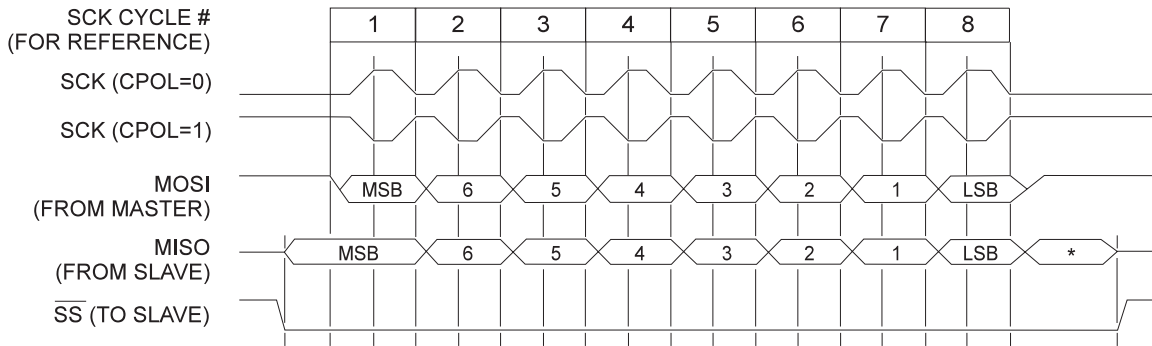 SCK CYCLE #
(FOR REFERENCE)
1 2 3 4 5 6 7 8
SCK (CPOL=0)
SCK (CPOL=1)
MOSI
(FROM MASTER)
MSB 6 5 4 3 2 1 LSB
MISO
(FROM SLAVE)
MSB 6 5 4 3 2 1 LSB *
SS (TO SLAVE)